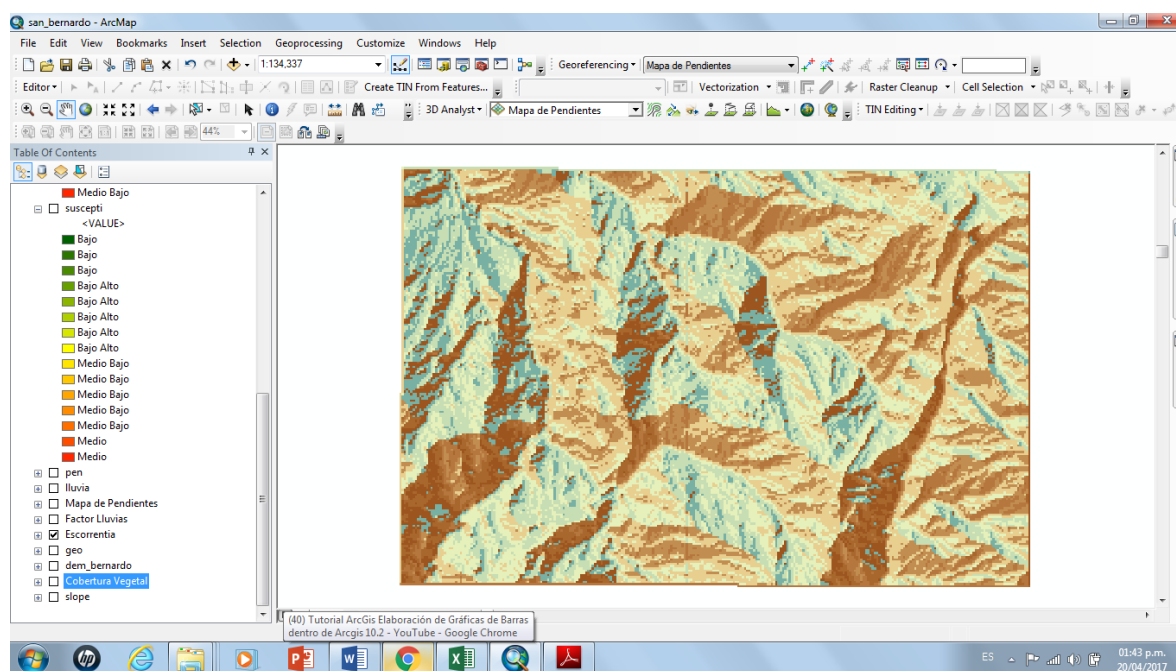 san_bernardo - ArcMap
File Edit View Bookmarks Insert Selection Geoprocessing Customize Windows Help
1:134,337 Georeferencing Mapa de Pendientes
Editor Create TIN From Features... Vectorization Raster Cleanup Cell Selection
3D Analyst Mapa de Pendientes TIN Editing
44%
Table Of Contents
Medio Bajo
suscepti
<VALUE>
Bajo
Bajo
Bajo
Bajo Alto
Bajo Alto
Bajo Alto
Bajo Alto
Bajo Alto
Medio Bajo
Medio Bajo
Medio Bajo
Medio Bajo
Medio Bajo
Medio
Medio
pen
lluvia
Mapa de Pendientes
Factor Lluvias
Escorrentia
geo
dem_bernardo
Cobertura Vegetal
slope
(40) Tutorial ArcGis Elaboración de Gráficas de Barras
dentro de Arcgis 10.2 - YouTube - Google Chrome
ES 01:43 p.m.
20/04/2017